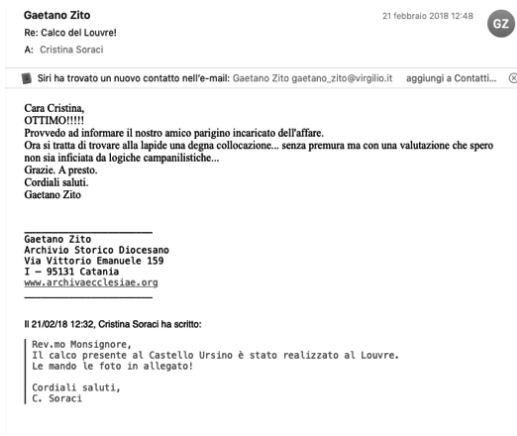 Gaetano Zito
21 febbraio 2018 12:48
GZ
Re: Calco del Louvre!
A: Cristina Soraci
Siri ha trovato un nuovo contatto nell'e-mail: Gaetano Zito gaetano_zito@virgilio.it aggiungi a Contatti...
Cara Cristina,
OTTIMO!!!!!
Provvedo ad informare il nostro amico parigino incaricato dell'affare.
Ora si tratta di trovare alla lapide una degna collocazione... senza premura ma con una valutazione che spero
non sia inficiata da logiche campanilistiche...
Grazie. A presto.
Cordiali saluti.
Gaetano Zito
Gaetano Zito
Archivio Storico Diocesano
Via Vittorio Emanuele 159
I – 95131 Catania
www.archivaecclesiae.org
Il 21/02/18 12:32, Cristina Soraci ha scritto:
Rev.mo Monsignore,
Il calco presente al Castello Ursino è stato realizzato al Louvre.
Le mando le foto in allegato!
Cordiali saluti,
C. Soraci